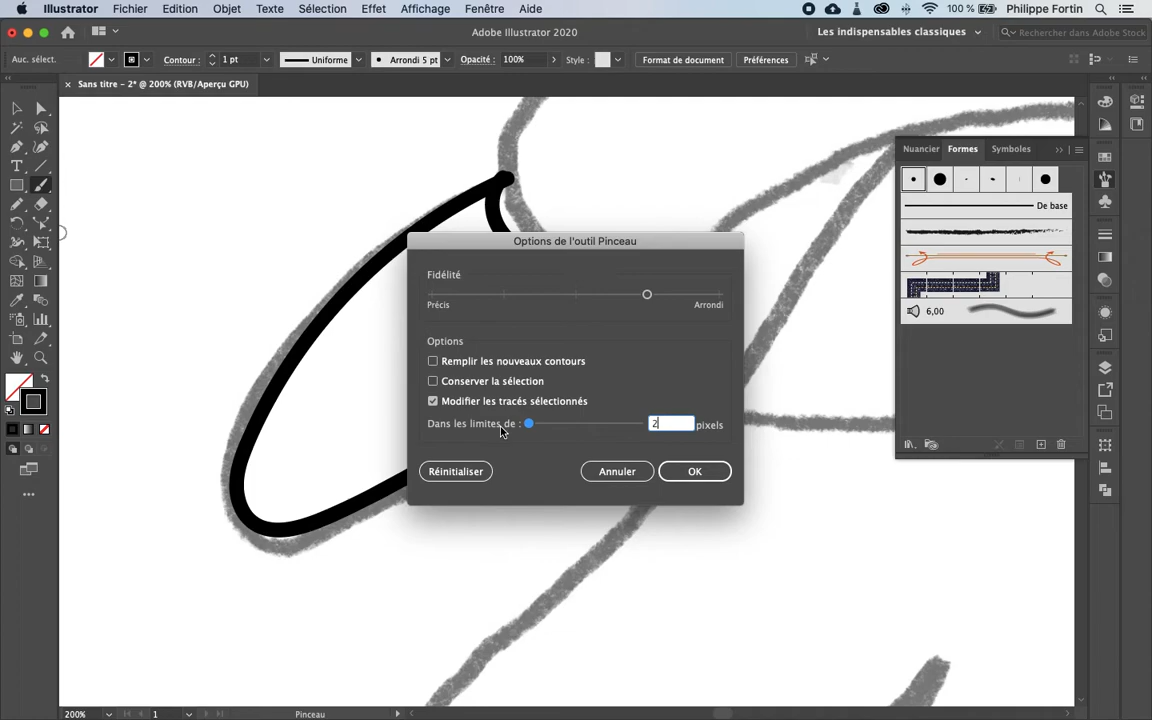 Illustrator Fichier Edition Objet Texte Sélection Effet Affichage Fenêtre Aide 100 % Philippe Fortin
Adobe Illustrator 2020 Les indispensables classiques Rechercher dans Adobe Stock
Auc. sélect. Contour : 1 pt Uniforme Arrondi 5 pt Opacité : 100% Style : Format de document Préférences
Sans titre - 2* @ 200% (RVB/Aperçu GPU)
Nuancier Formes Symboles
De base
6,00
Options de l'outil Pinceau
Fidélité
Précis Arrondi
Options
Remplir les nouveaux contours
Conserver la sélection
Modifier les tracés sélectionnés
Dans les limites de : 2 pixels
Réinitialiser Annuler OK
200% 1 Pinceau